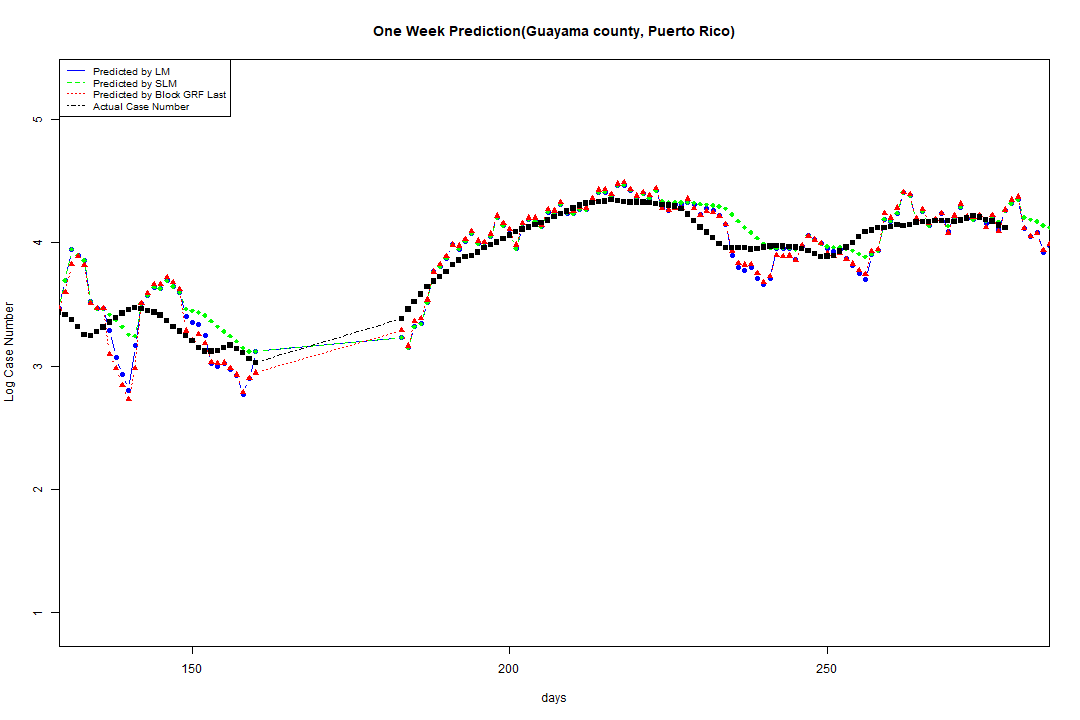 One Week Prediction(Guayama county, Puerto Rico)
Predicted by LM
Predicted by SLM
Predicted by Block GRF Last
Actual Case Number
5
4
3
2
1
Log Case Number
150 200 250
days